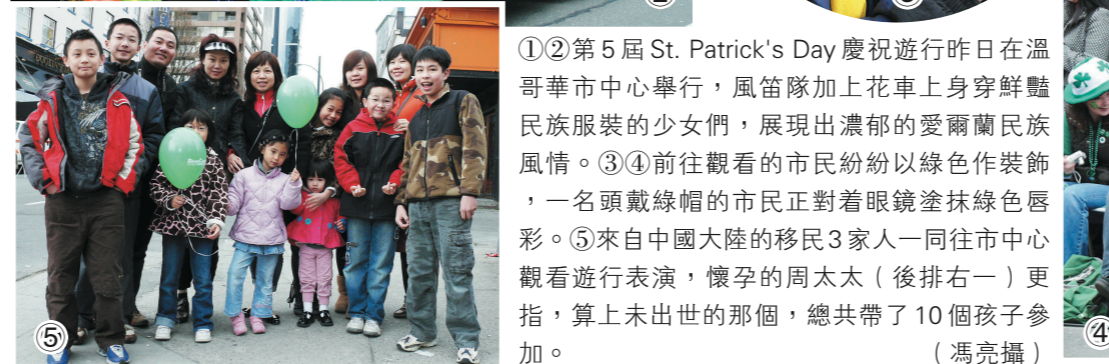 ①②第5屆 St. Patrick's Day 慶祝遊行昨日在溫
哥華市中心舉行，風笛隊加上花車上身穿鮮豔
民族服裝的少女們，展現出濃郁的愛爾蘭民族
風情。③④前往觀看的市民紛紛以綠色作裝飾
，一名頭戴綠帽的市民正對着眼鏡塗抹綠色唇
彩。⑤來自中國大陸的移民3家人一同往市中心
觀看遊行表演，懷孕的周太太（後排右一）更
指，算上未出世的那個，總共帶了10個孩子參
加。（馮亮攝）
⑤
④